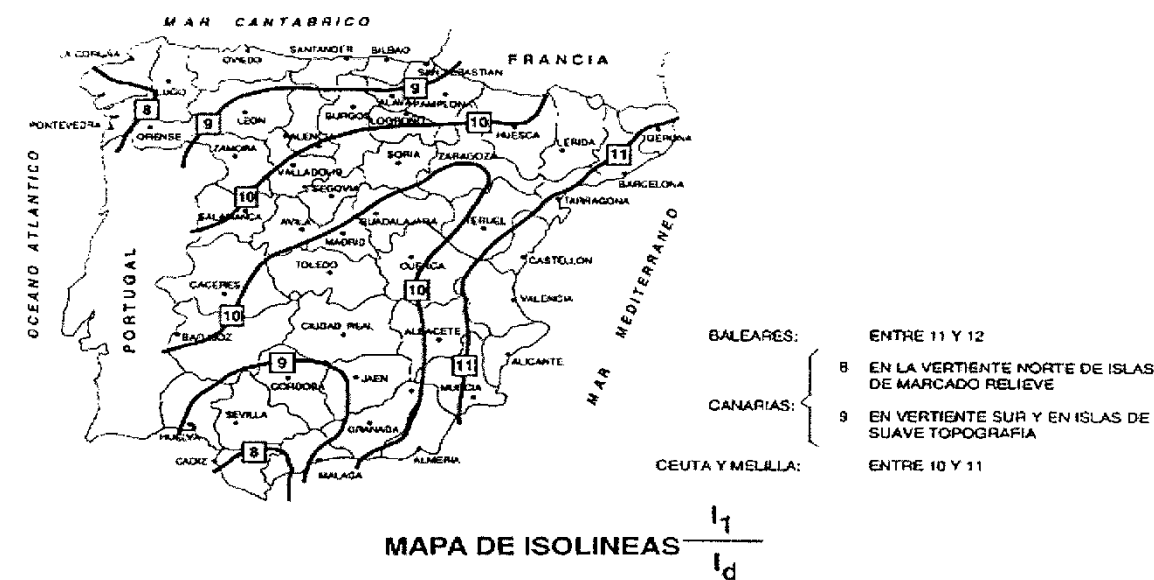 MAR CANTABRICO
LA CORUÑA
OVIEDO
SANTANDER
BILBAO
SAN SEBASTIAN
FRANCIA
LUGO
8
9
9
ALAVA
PAMPLONA
PONTEVEDRA
ORENSE
LEON
BURGOS
LOGROÑO
10
HUESCA
LERIDA
GERONA
11
ZAMORA
PALENCIA
SORIA
ZARAGOZA
BARCELONA
VALLADOLID
SEGOVIA
TARRAGONA
10
SALAMANCA
AVILA
GUADALAJARA
TERUEL
MADRID
OCEANO ATLANTICO
PORTUGAL
TOLEDO
CUENCA
CASTELLON
MAR MEDITERRANEO
CACERES
10
VALENCIA
10
BADAJOZ
CIUDAD REAL
ALBACETE
9
11
ALICANTE
CORDOBA
JAEN
MURCIA
SEVILLA
HUELVA
GRANADA
8
CADIZ
MALAGA
ALMERIA
BALEARES: ENTRE 11 Y 12
CANARIAS:
8 EN LA VERTIENTE NORTE DE ISLAS
DE MARCADO RELIEVE
9 EN VERTIENTE SUR Y EN ISLAS DE
SUAVE TOPOGRAFIA
CEUTA Y MELILLA: ENTRE 10 Y 11
MAPA DE ISOLINEAS I1
Id